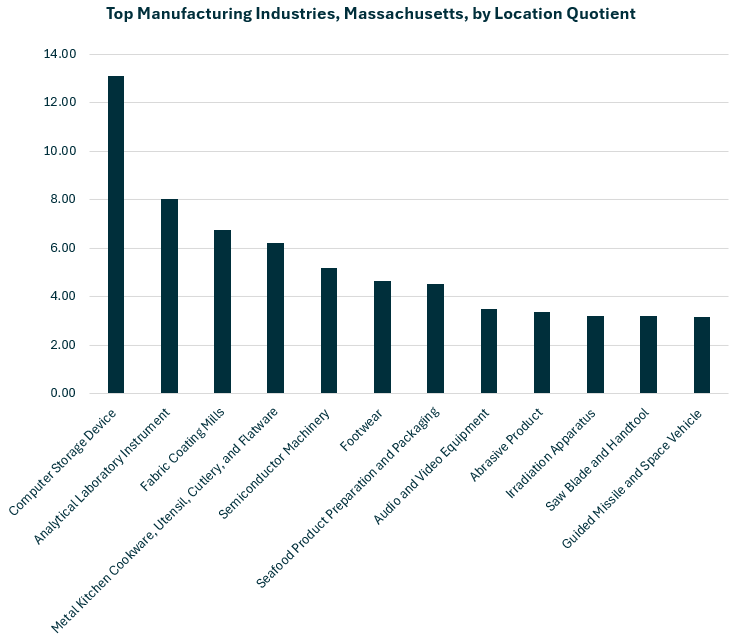 Top Manufacturing Industries, Massachusetts, by Location Quotient
14.00
12.00
10.00
8.00
6.00
4.00
2.00
0.00
Computer Storage Device
Analytical Laboratory Instrument
Fabric Coating Mills
Metal Kitchen Cookware, Utensil, Cutlery, and Flatware
Semiconductor Machinery
Footwear
Seafood Product Preparation and Packaging
Audio and Video Equipment
Abrasive Product
Irradiation Apparatus
Saw Blade and Handtool
Guided Missile and Space Vehicle